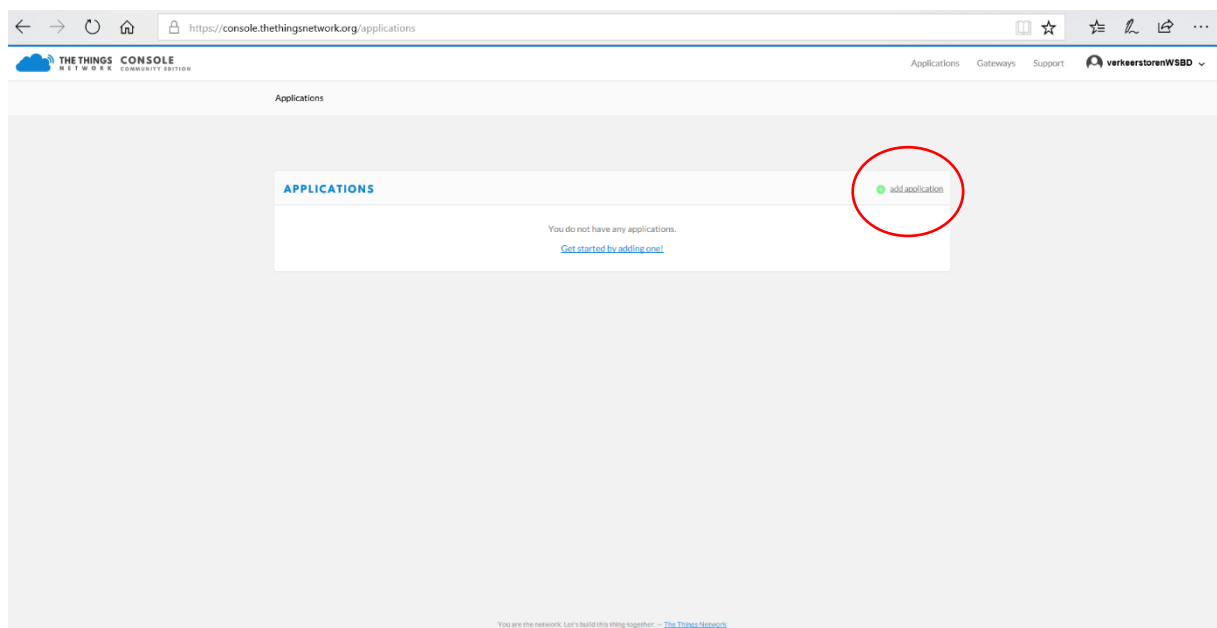 https://console.thethingsnetwork.org/applications
THE THINGS CONSOLE
NETWORK COMMUNITY EDITION
Applications Gateways Support verkeerstorenWSBD
Applications
APPLICATIONS
add application
You do not have any applications.
Get started by adding one!
You are the network. Let's build this thing together. — The Things Network